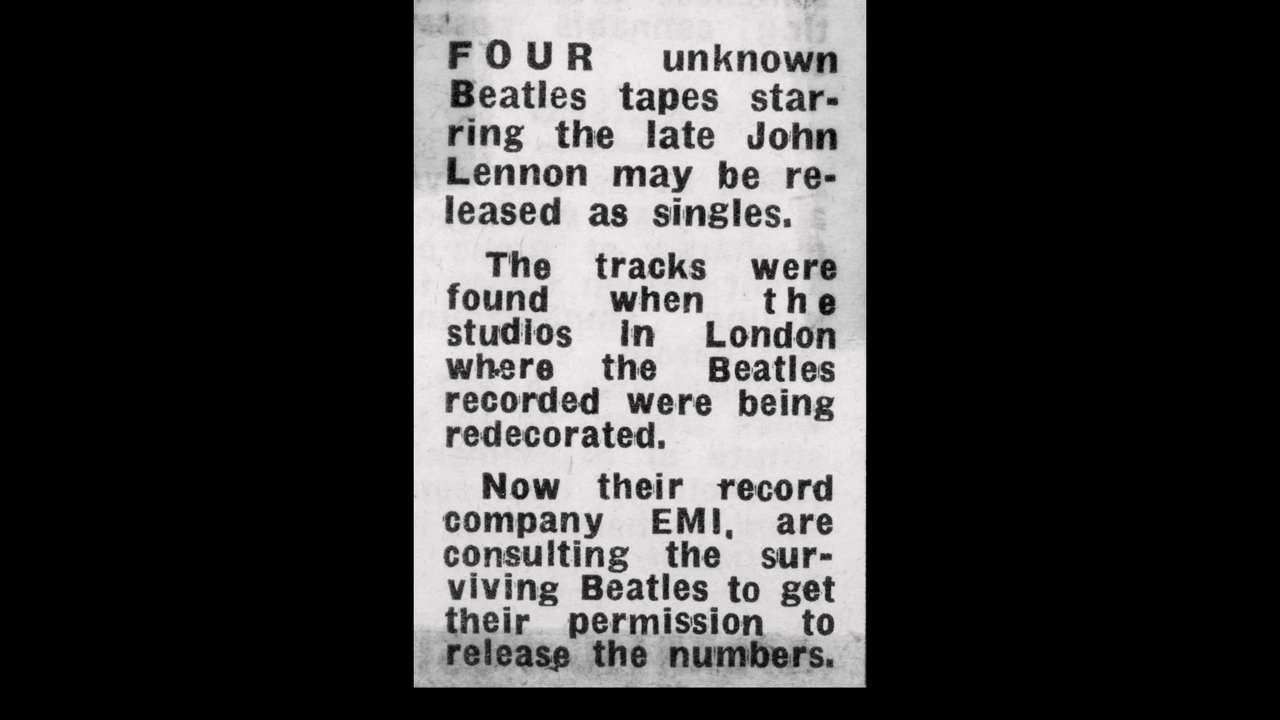 FOUR unknown
Beatles tapes star-
ring the late John
Lennon may be re-
leased as singles.
The tracks were
found when the
studios in London
where the Beatles
recorded were being
redecorated.
Now their record
company EMI, are
consulting the sur-
viving Beatles to get
their permission to
release the numbers.